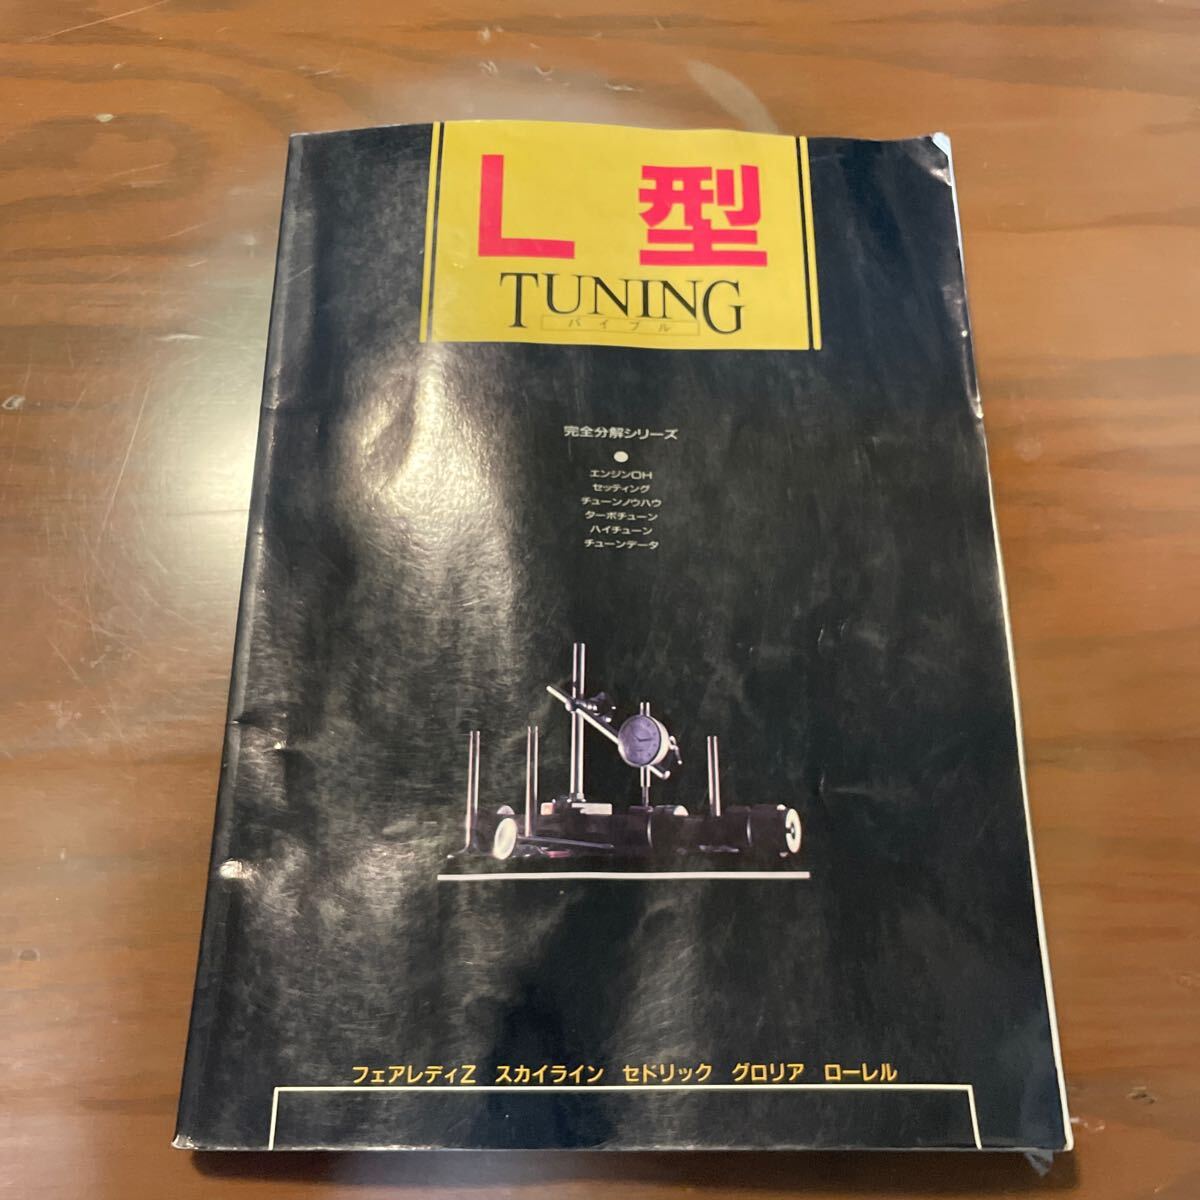 L 型
TUNING
バイブル
完全分解シリーズ
エンジンOH
セッティング
チューンノウハウ
ターボチューン
ハイチューン
チューンデータ
フェアレディZ スカイライン セドリック グロリア ローレル